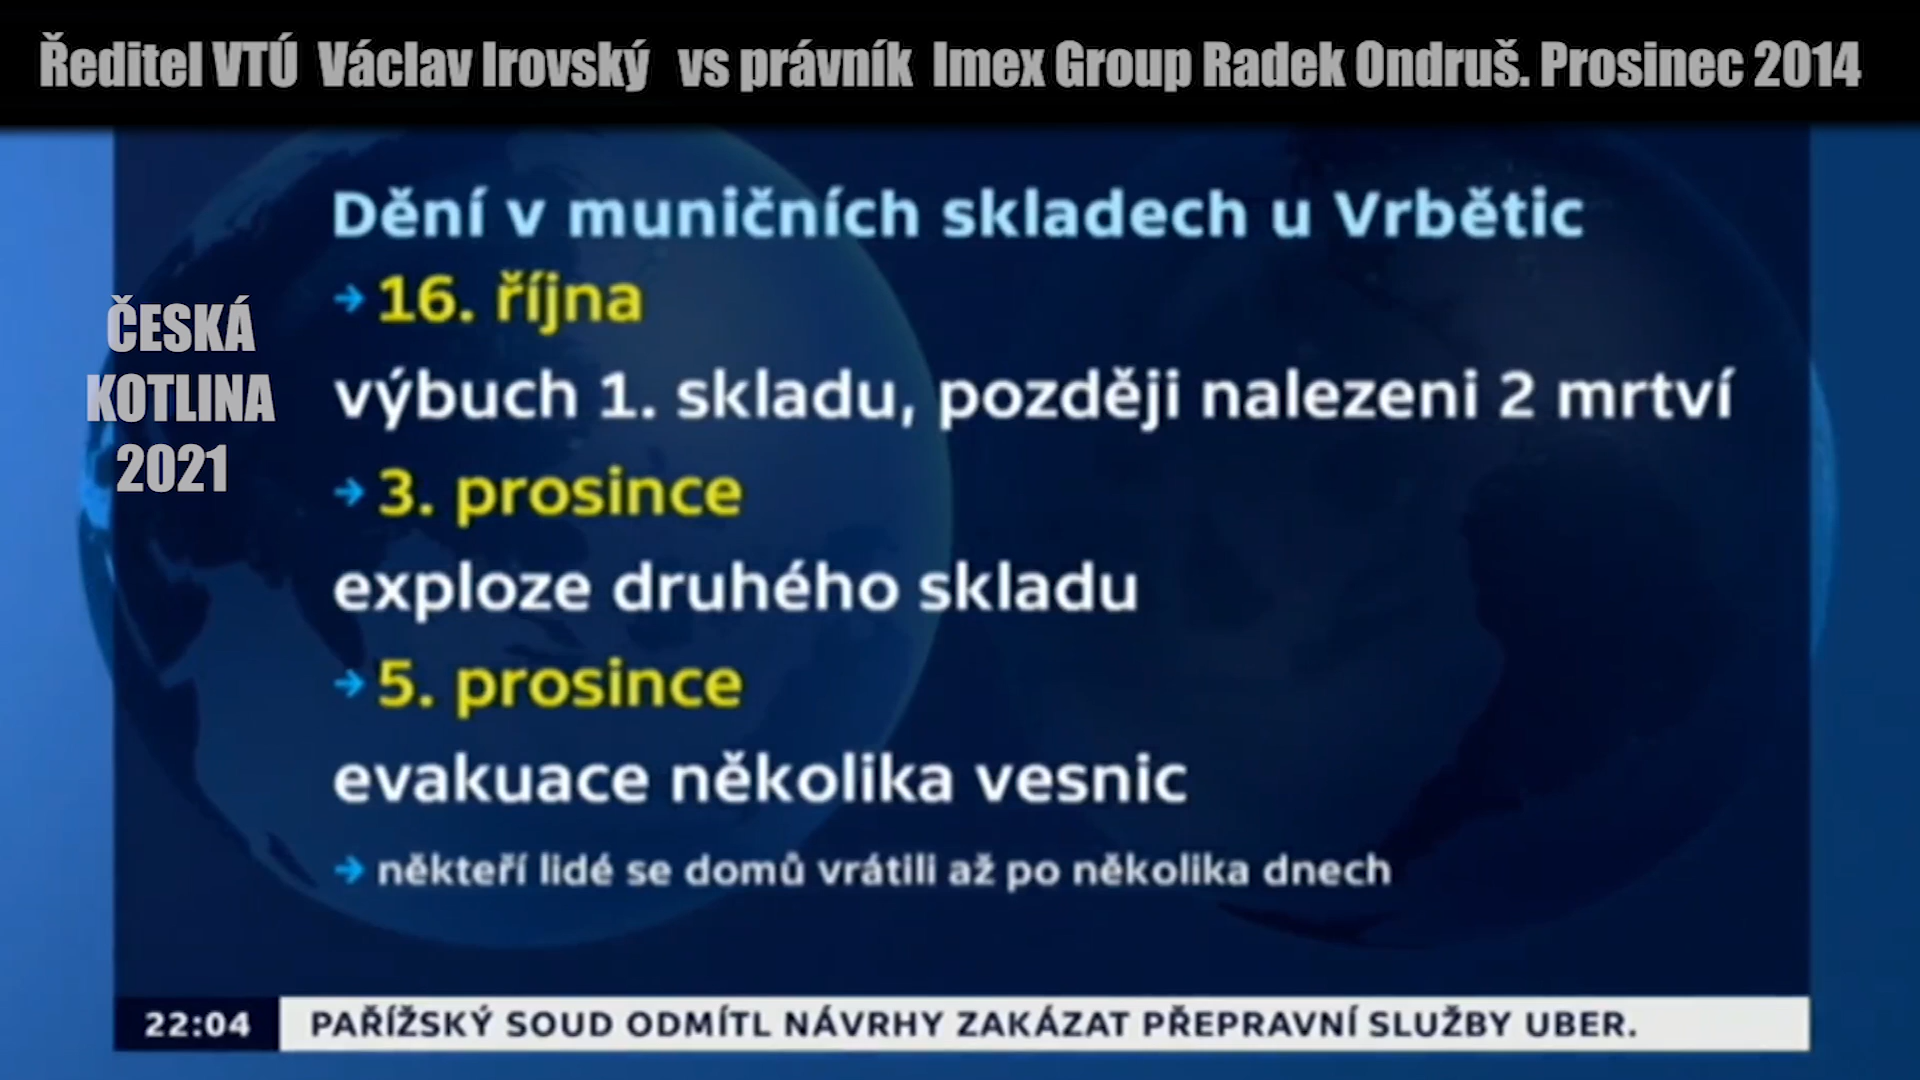 Ředitel VTÚ Václav Irovský vs právník Imex Group Radek Ondruš. Prosinec 2014
Dění v muničních skladech u Vrbětic
→ 16. října
výbuch 1. skladu, později nalezeni 2 mrtví
→ 3. prosince
exploze druhého skladu
→ 5. prosince
evakuace několika vesnic
→ někteří lidé se domů vrátili až po několika dnech
ČESKÁ
KOTLINA
2021
22:04 PAŘÍŽSKÝ SOUD ODMÍTL NÁVRHY ZAKÁZAT PŘEPRAVNÍ SLUŽBY UBER.